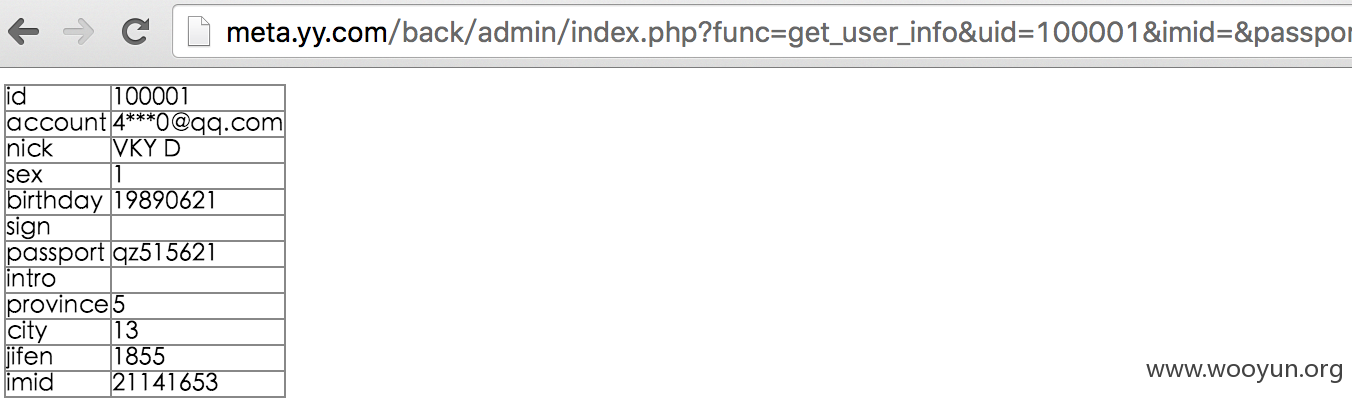 meta.yy.com/back/admin/index.php?func=get_user_info&uid=100001&imid=&passpor
id 100001
account 4***0@qq.com
nick VKY D
sex 1
birthday 19890621
sign
passport qz515621
intro
province 5
city 13
jifen 1855
imid 21141653
www.wooyun.org